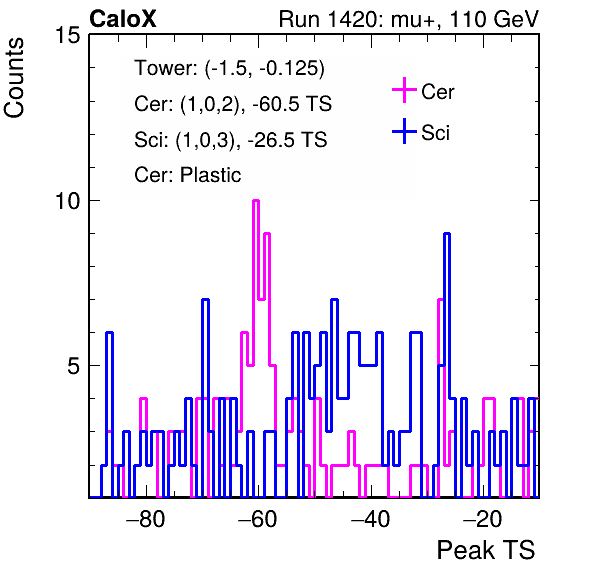 CaloX Run 1420: mu+, 110 GeV
15
Counts
Tower: (-1.5, -0.125)
Cer: (1,0,2), -60.5 TS
Sci: (1,0,3), -26.5 TS
Cer: Plastic
Cer
Sci
10
5
−80 −60 −40 −20
Peak TS